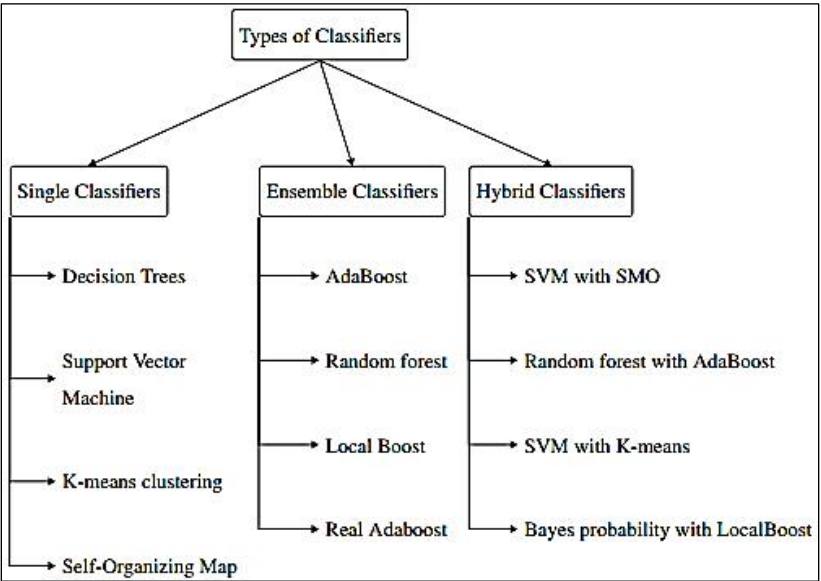 Types of Classifiers
Single Classifiers
Decision Trees
Support Vector
Machine
K-means clustering
Self-Organizing Map
Ensemble Classifiers
AdaBoost
Random forest
Local Boost
Real Adaboost
Hybrid Classifiers
SVM with SMO
Random forest with AdaBoost
SVM with K-means
Bayes probability with LocalBoost